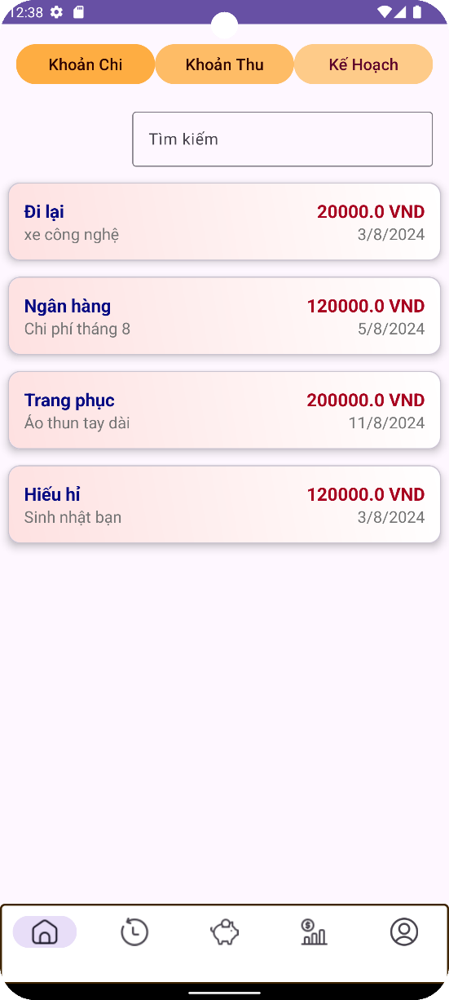 12:38
Khoản Chi Khoản Thu Kế Hoạch
Tìm kiếm
Đi lại 20000.0 VND
xe công nghệ 3/8/2024
Ngân hàng 120000.0 VND
Chi phí tháng 8 5/8/2024
Trang phục 200000.0 VND
Áo thun tay dài 11/8/2024
Hiếu hỉ 120000.0 VND
Sinh nhật bạn 3/8/2024